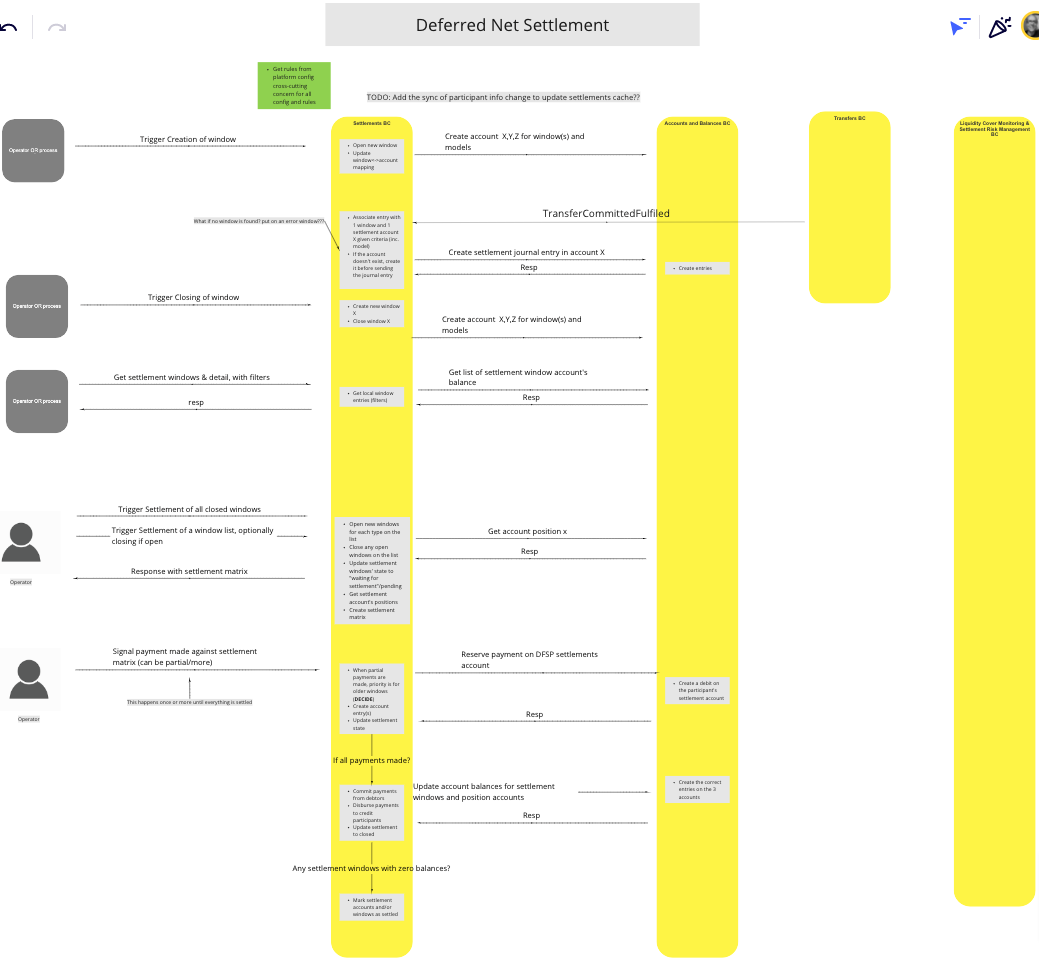 Deferred Net Settlement
Get rules from
platform config
cross-cutting
concern for all
config and rules
TODO: Add the sync of participant info change to update settlements cache??
Settlements BC
Accounts and Balances BC
Transfers BC
Liquidity Cover Monitoring &
Settlement Risk Management
BC
Operator OR process
Trigger Creation of window
Open new window
Update
window<->account
mapping
Create account X,Y,Z for window(s) and
models
What if no window is found? put on an error window???
Associate entry with
1 window and 1
settlement account
X given criteria (inc.
model)
If the account
doesn't exist, create
it before sending
the journal entry
TransferCommittedFulfiled
Create settlement journal entry in account X
Resp
Create entries
Operator OR process
Trigger Closing of window
Create new window
X
Close window X
Create account X,Y,Z for window(s) and
models
Operator OR process
Get settlement windows & detail, with filters
resp
Get local window
entries (filters)
Get list of settlement window account's
balance
Resp
Trigger Settlement of all closed windows
Trigger Settlement of a window list, optionally
closing if open
Response with settlement matrix
Operator
Open new windows
for each type on the
list
Close any open
windows on the list
Update settlement
windows' state to
"waiting for
settlement"/pending
Get settlement
account's positions
Create settlement
matrix
Get account position x
Resp
Signal payment made against settlement
matrix (can be partial/more)
This happens once or more until everything is settled
Operator
When partial
payments are
made, priority is for
older windows
(DECIDE)
Create account
entry(s)
Update settlement
state
Reserve payment on DFSP settlements
account
Create a debit on
the participant's
settlement account
Resp
If all payments made?
Commit payments
from debtors
Disburse payments
to credit
participants
Update settlement
to closed
Update account balances for settlement
windows and position accounts
Create the correct
entries on the 3
accounts
Resp
Any settlement windows with zero balances?
Mark settlement
accounts and/or
windows as settled